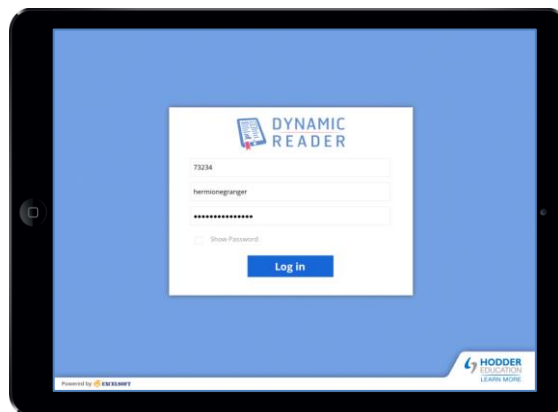 DYNAMIC
READER
73234
hermionegranger
•••••••••••••••
Show Password
Log in
HODDER
EDUCATION
LEARN MORE
Powered by EXCELSOFT